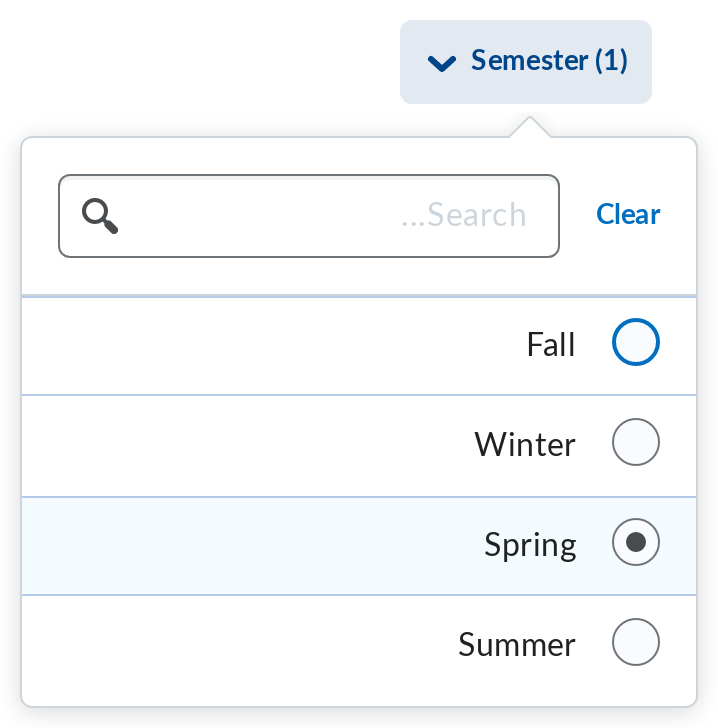 Semester (1)
...Search
Clear
Fall
Winter
Spring
Summer